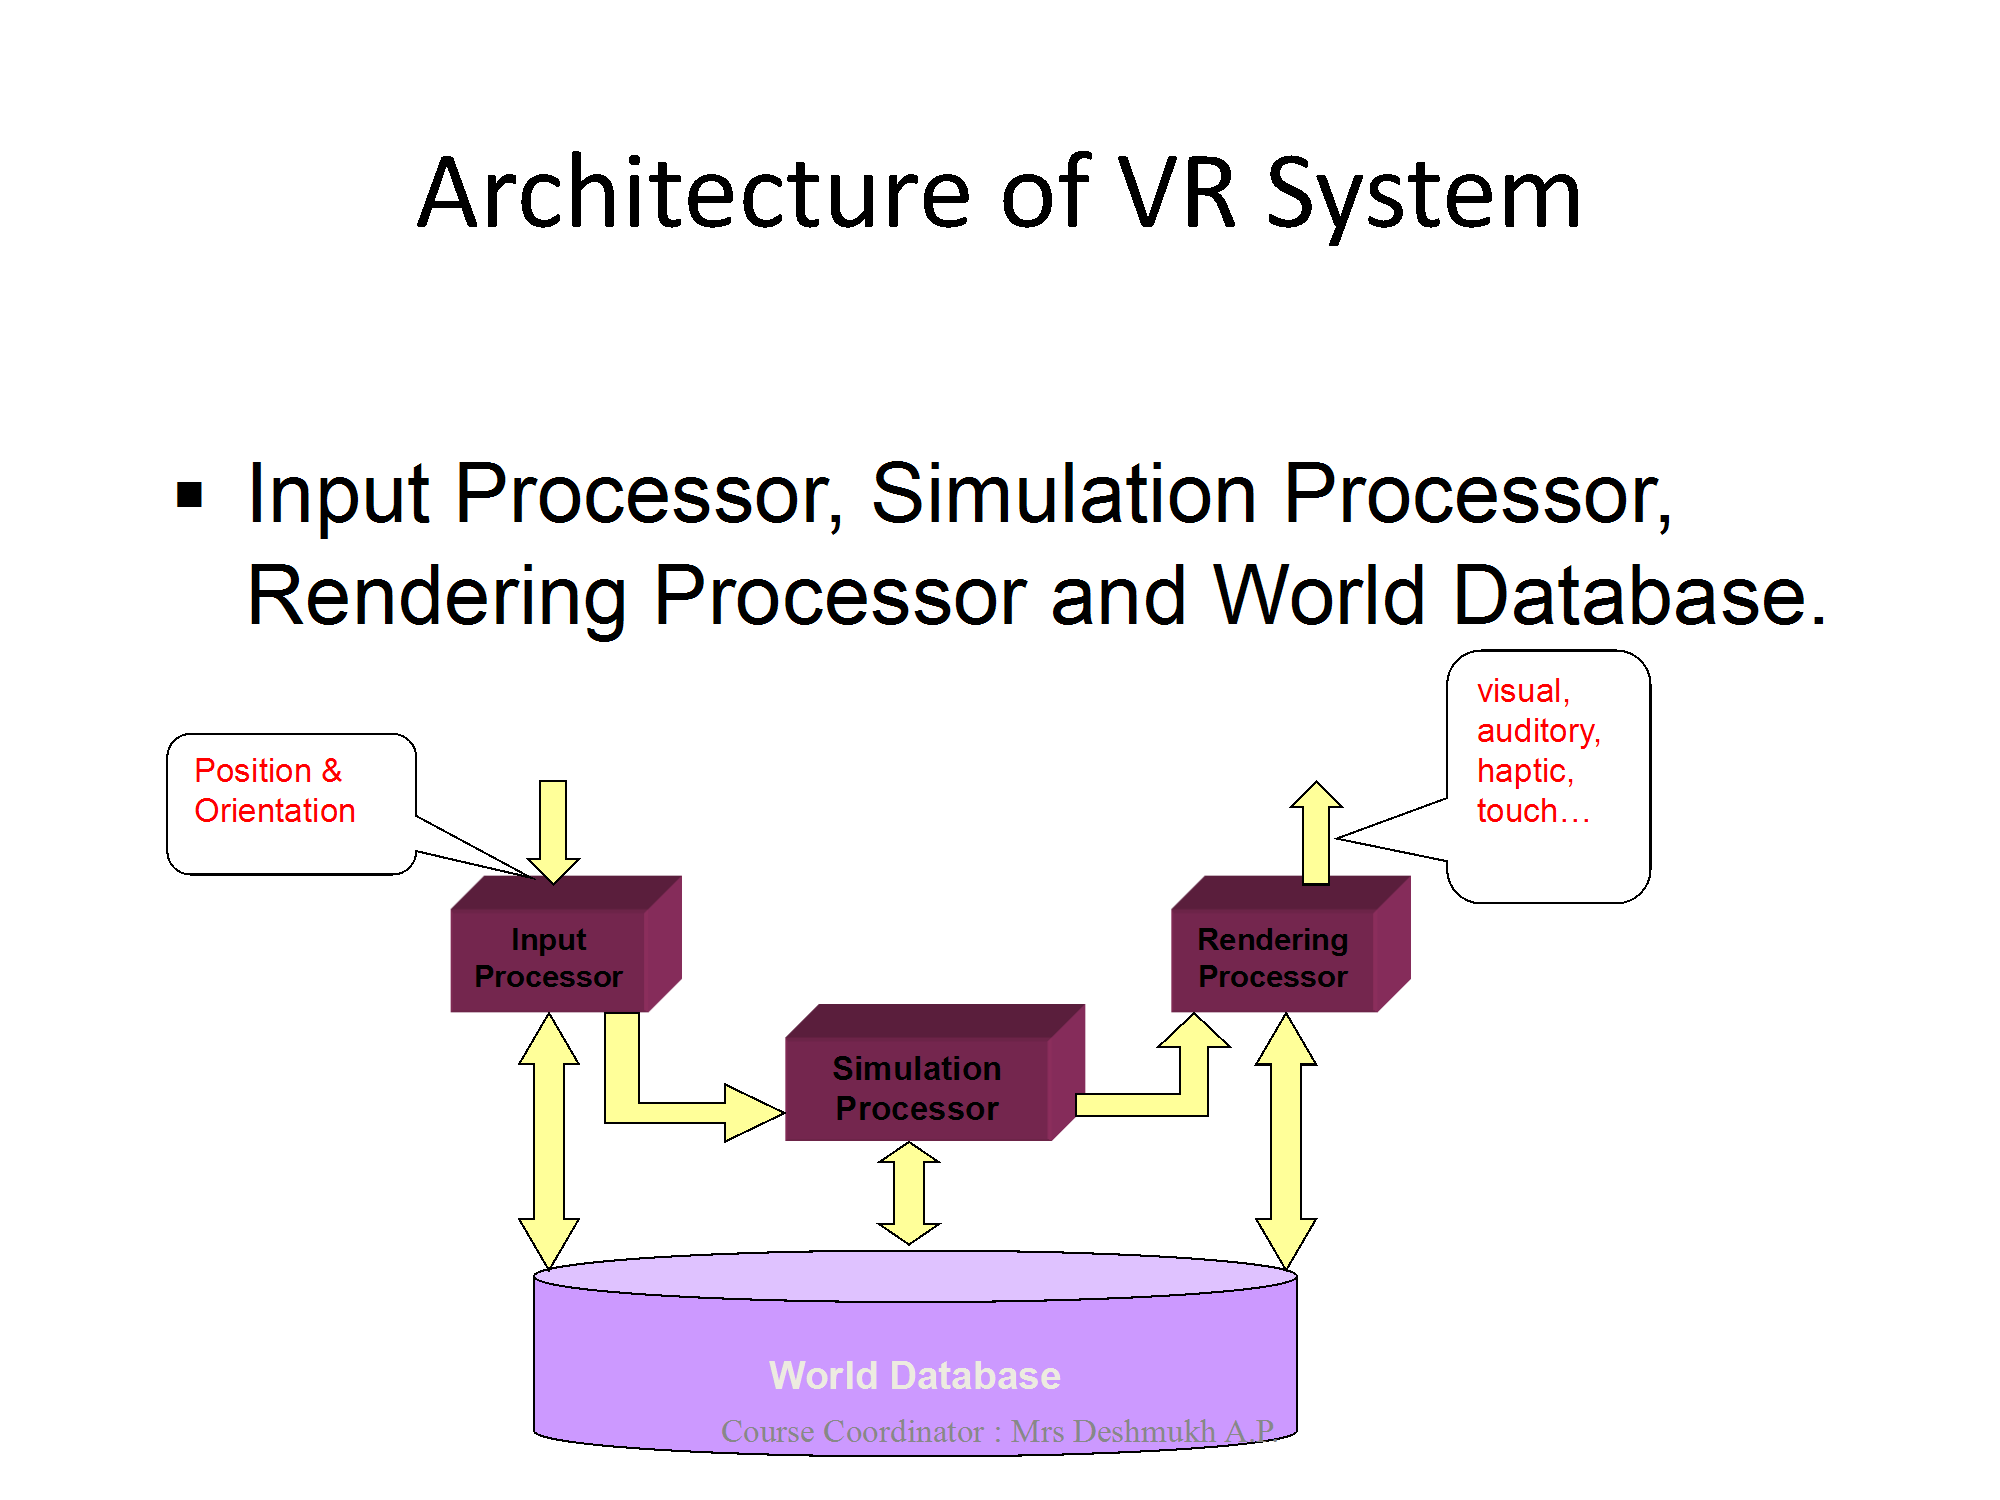 Architecture of VR System
▪ Input Processor, Simulation Processor,
Rendering Processor and World Database.
visual,
auditory,
haptic,
touch…
Position &
Orientation
Input
Processor
Rendering
Processor
Simulation
Processor
World Database
Course Coordinator : Mrs Deshmukh A.P.